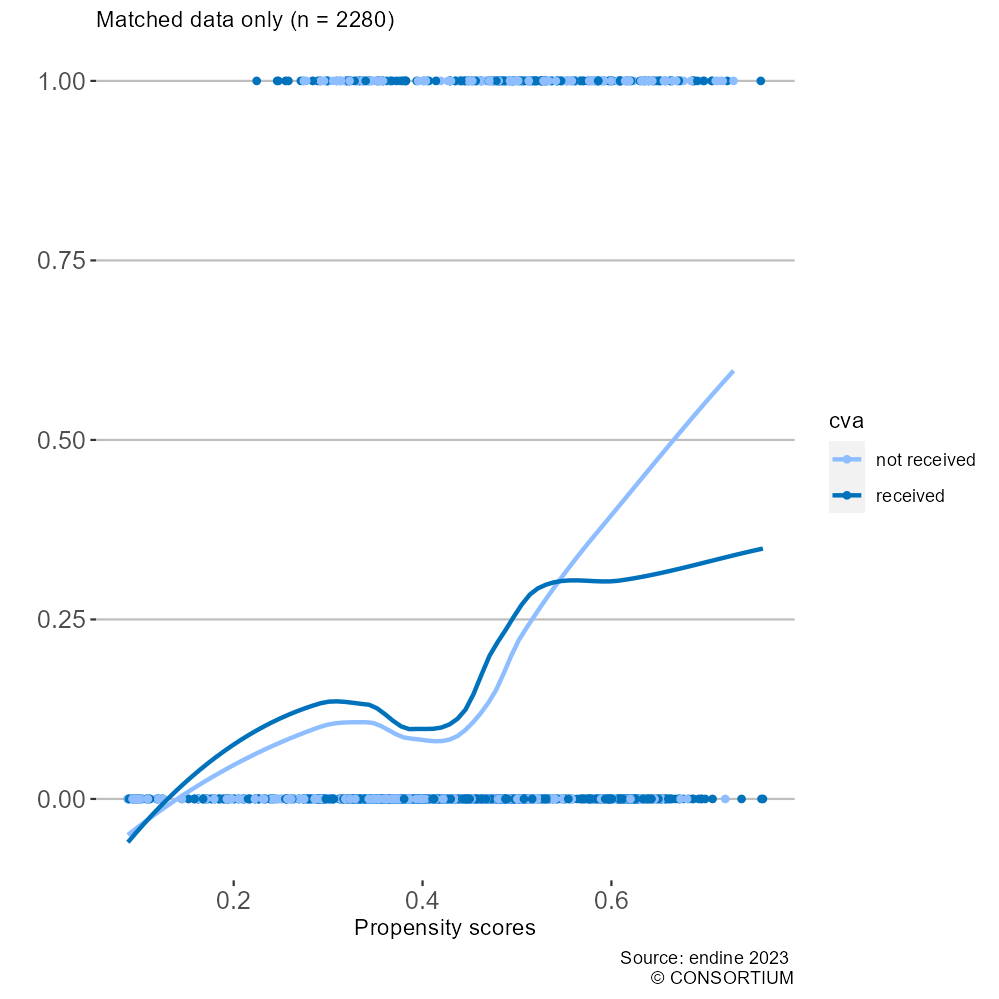 Matched data only (n = 2280)
1.00
0.75
0.50
0.25
0.00
0.2
0.4
0.6
Propensity scores
cva
not received
received
Source: endine 2023
© CONSORTIUM